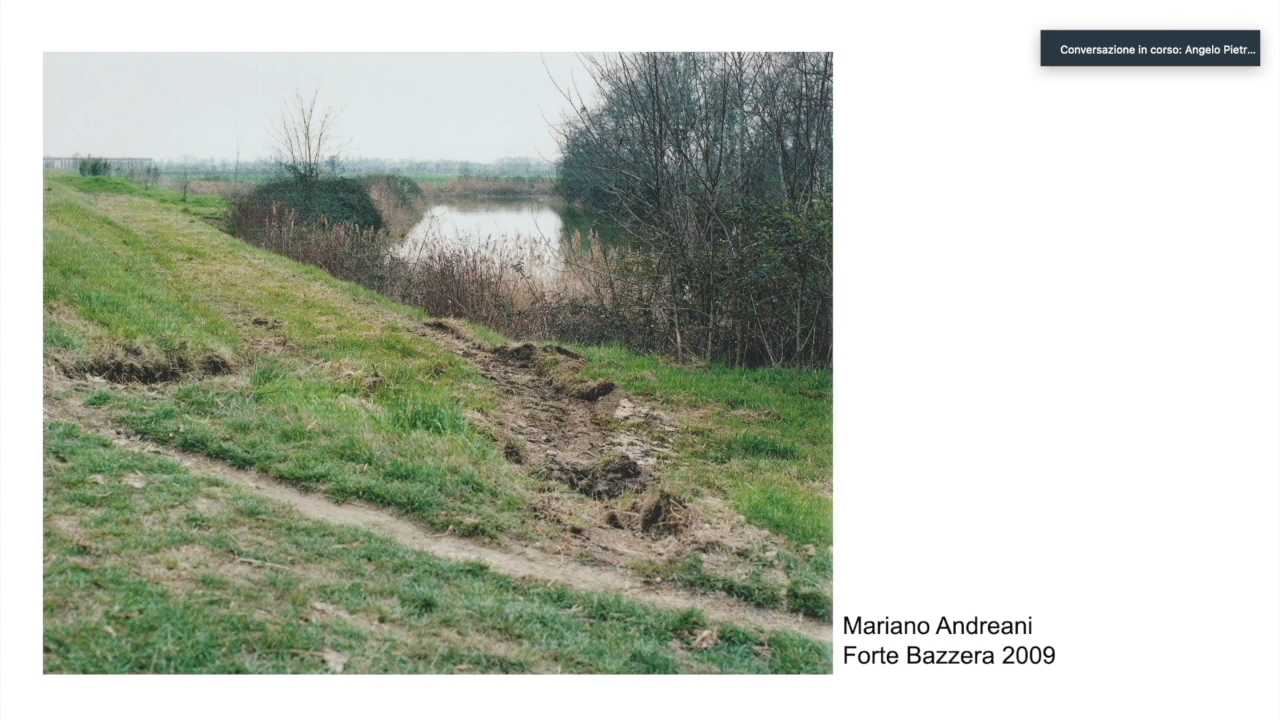 Conversazione in corso: Angelo Pietr...
Mariano Andreani
Forte Bazzera 2009